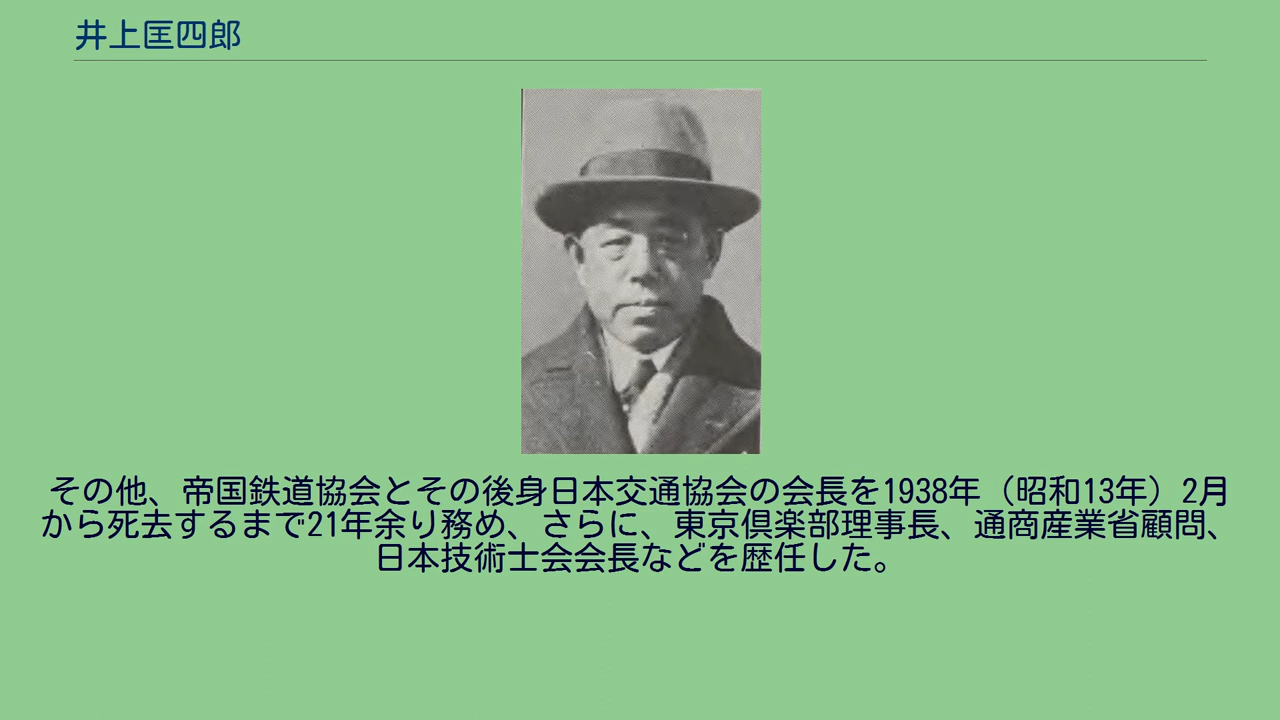 井上匡四郎
その他、帝国鉄道協会とその後身日本交通協会の会長を1938年（昭和13年）2月
から死去するまで21年余り務め、さらに、東京倶楽部理事長、通商産業省顧問、
日本技術士会会長などを歴任した。